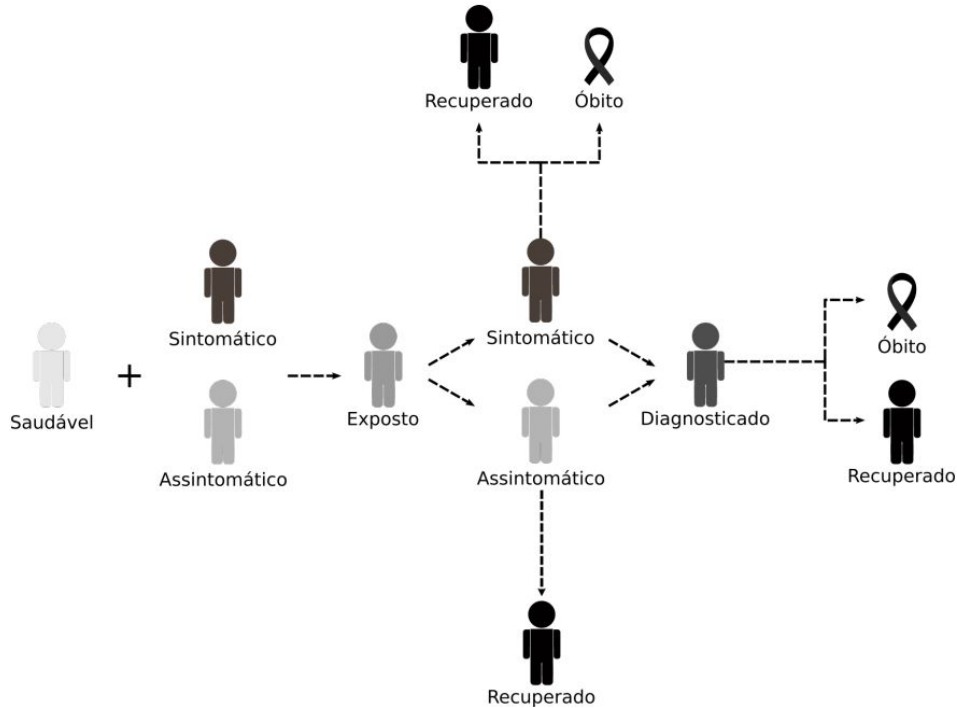 Recuperado
Óbito
Sintomático
Saudável
+
Assintomático
Exposto
Sintomático
Assintomático
Diagnosticado
Óbito
Recuperado
Recuperado